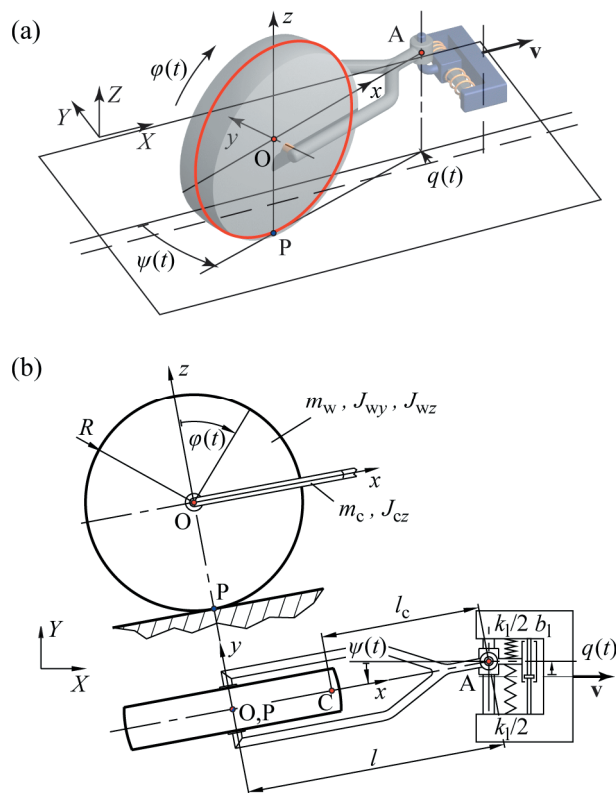 (a)
z
A
φ(t)
v
Z
Y
X
x
y
O
q(t)
ψ(t)
P
(b)
z
m_w , J_wy , J_wz
R
φ(t)
x
O
m_c , J_cz
P
l_c
k_l/2 b_l
Y
y
ψ(t)
q(t)
X
x
A
v
O,P
C
k_l/2
l